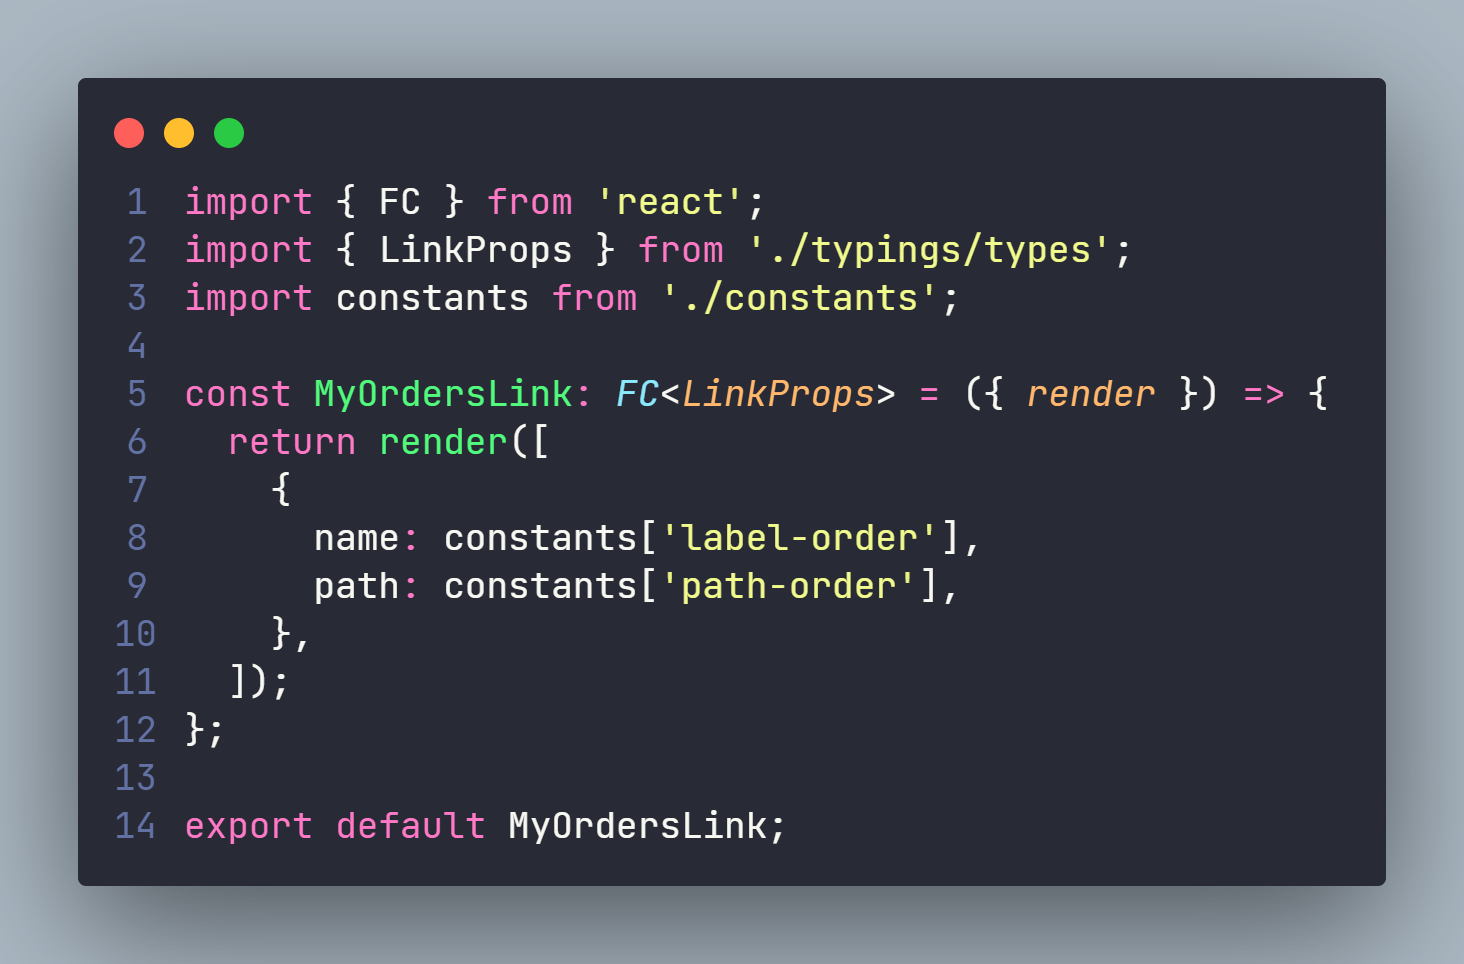 1 import { FC } from 'react';
2 import { LinkProps } from './typings/types';
3 import constants from './constants';
4
5 const MyOrdersLink: FC<LinkProps> = ({ render }) => {
6   return render([
7     {
8       name: constants['label-order'],
9       path: constants['path-order'],
10     },
11   ]);
12 };
13
14 export default MyOrdersLink;